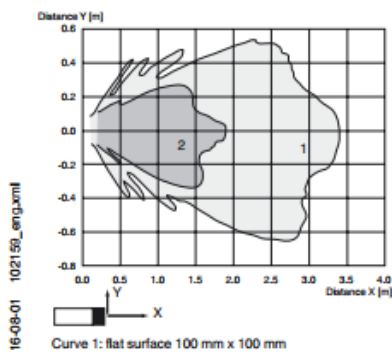 Distance Y [m]
0.6
0.4
0.2
0.0
-0.2
-0.4
-0.6
-0.8
2
1
0.0 0.5 1.0 1.5 2.0 2.5 3.0 3.5 4.0
Distance X [m]
Y
X
Curve 1: flat surface 100 mm x 100 mm
16-08-01 102159_eng.xml